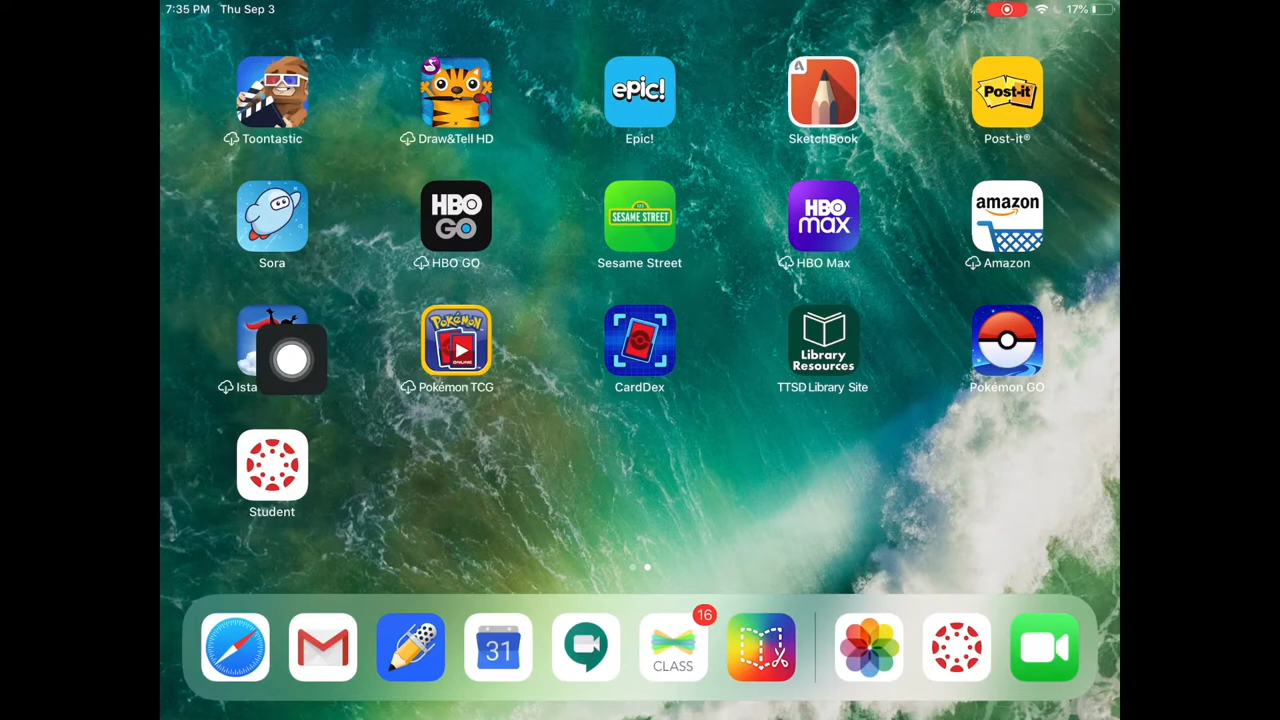 7:35 PM Thu Sep 3
17%
epic!
Post-it
Toontastic
Draw&Tell HD
Epic!
SketchBook
Post-it®
HBO
GO
SESAME STREET
HBO
max
amazon
Sora
HBO GO
Sesame Street
HBO Max
Amazon
POKÉMON
ONLINE
Library
Resources
Ista
Pokémon TCG
CardDex
TTSD Library Site
Pokémon GO
Student
16
31
CLASS